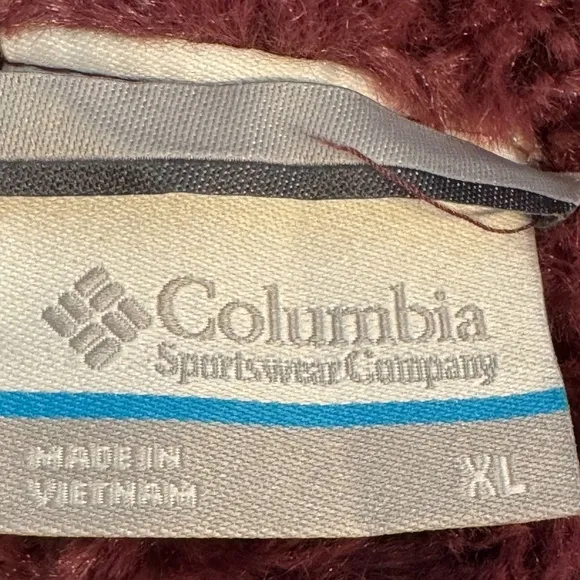 Columbia
Sportswear Company
MADE IN
VIETNAM
XL